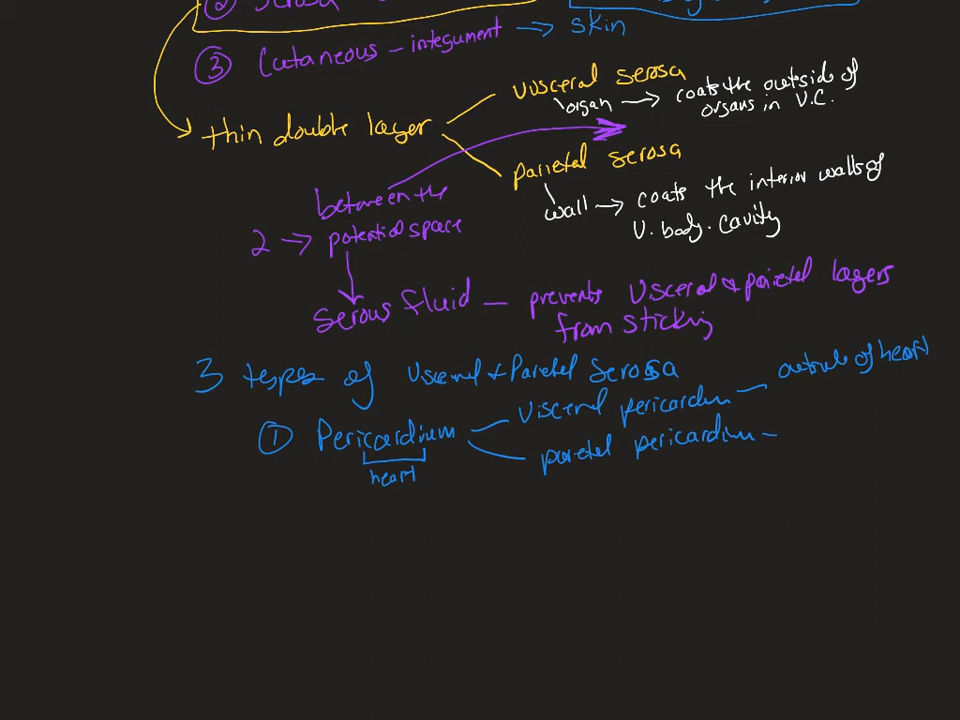 ② Serosa
③ Cutaneous – integument → skin
thin double layer
visceral serosa
organ → coats the outside of
organs in V.C.
parietal serosa
wall → coats the interior walls of
V. body. cavity
between the
2 → potential space
Serous fluid – prevents visceral & parietal layers
from sticking
3 types of visceral & Parietal Serosa
① Pericardium
heart
visceral pericardium – outside of heart
parietal pericardium –